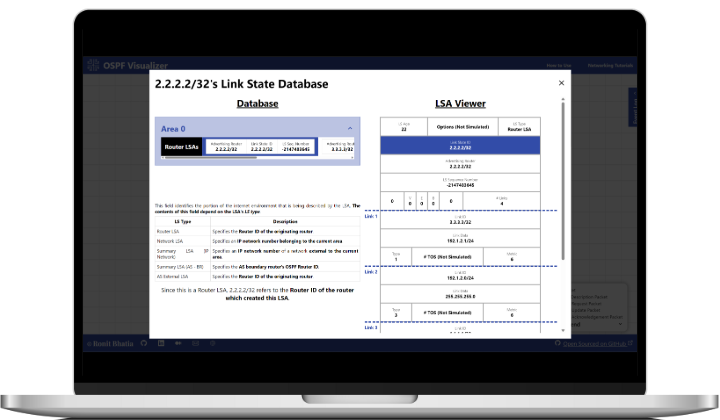 OSPF Visualizer
How to Use
Networking Tutorials
2.2.2.2/32's Link State Database
Database
Area 0
Router LSAs
Advertising Router
2.2.2.2/32
Link State ID
2.2.2.2/32
LS Seq Number
-2147483645
Advertising Rout
3.3.3.2/32
This field identifies the portion of the internet environment that is being described by the LSA. The
contents of this field depend on the LSA's LS type
LS Type
Description
Router LSA
Specifies the Router ID of the originating router
Network LSA
Specifies an IP network number belonging to the current area
Summary LSA (IP
Network)
Specifies an IP network number of a network external to the current
area
Summary LSA (AS - BR)
Specifies the AS boundary router's OSPF Router ID.
AS External LSA
Specifies the Router ID of the originating router
Since this is a Router LSA, 2.2.2.2/32 refers to the Router ID of the router
which created this LSA.
LSA Viewer
LS Age
22
Options (Not Simulated)
LS Type
Router LSA
Link State ID
2.2.2.2/32
Advertising Router
2.2.2.2/32
LS Sequence Number
-2147483645
0
0
0
0
0
# Links
4
Link 1
Link ID
3.3.3.2/32
Link Data
192.1.2.1/24
Type
1
# TOS (Not Simulated)
Metric
6
Link 2
Link ID
192.1.2.0/24
Link Data
255.255.255.0
Type
3
# TOS (Not Simulated)
Metric
6
Link 3
Link ID
Ronit Bhatia
Open Sourced on GitHub